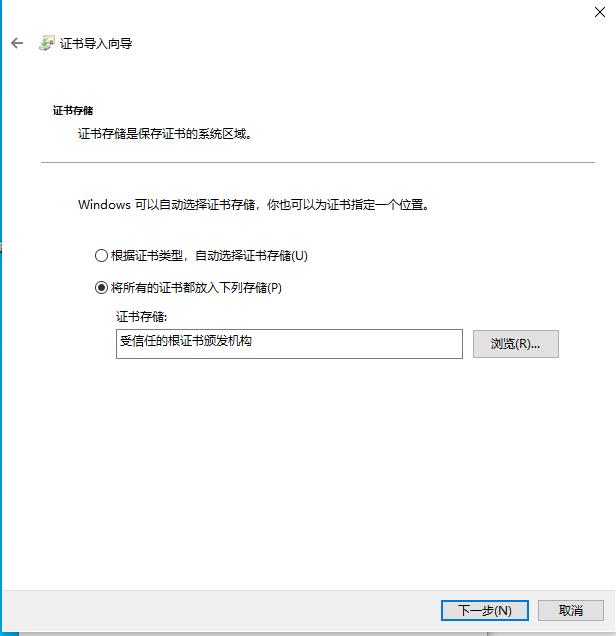 证书导入向导
证书存储
证书存储是保存证书的系统区域。
Windows 可以自动选择证书存储，你也可以为证书指定一个位置。
根据证书类型，自动选择证书存储(U)
将所有的证书都放入下列存储(P)
证书存储:
受信任的根证书颁发机构
浏览(R)...
下一步(N)
取消